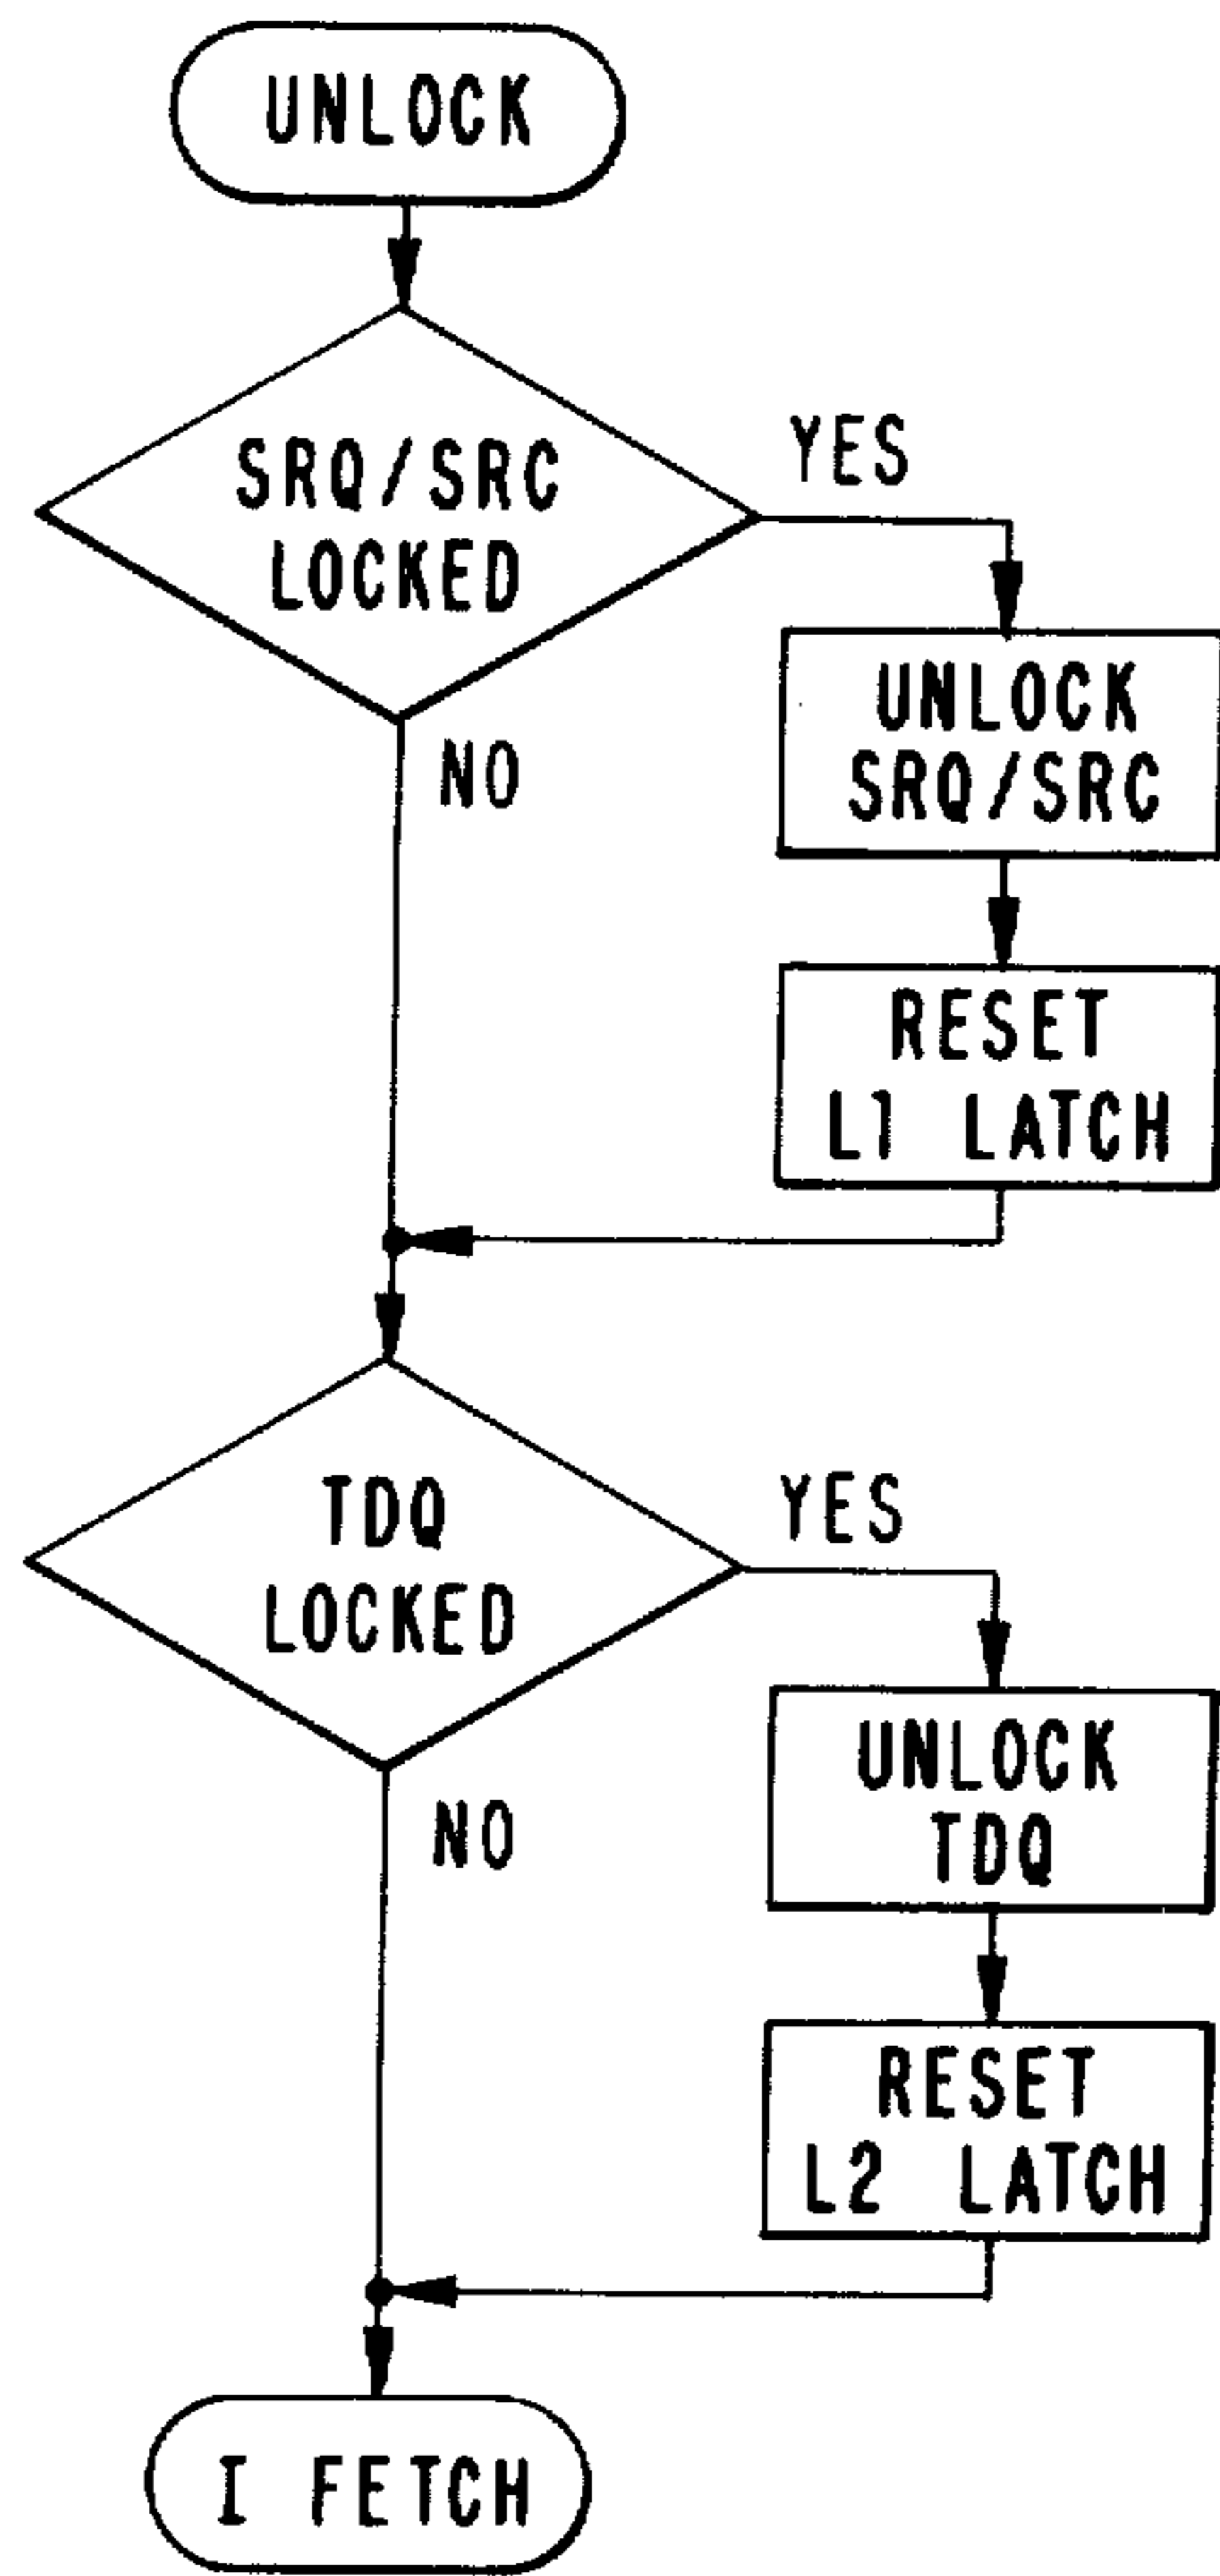 UNLOCK
SRQ/SRC
LOCKED
YES
NO
UNLOCK
SRQ/SRC
RESET
L1 LATCH
TDQ
LOCKED
YES
NO
UNLOCK
TDQ
RESET
L2 LATCH
I FETCH